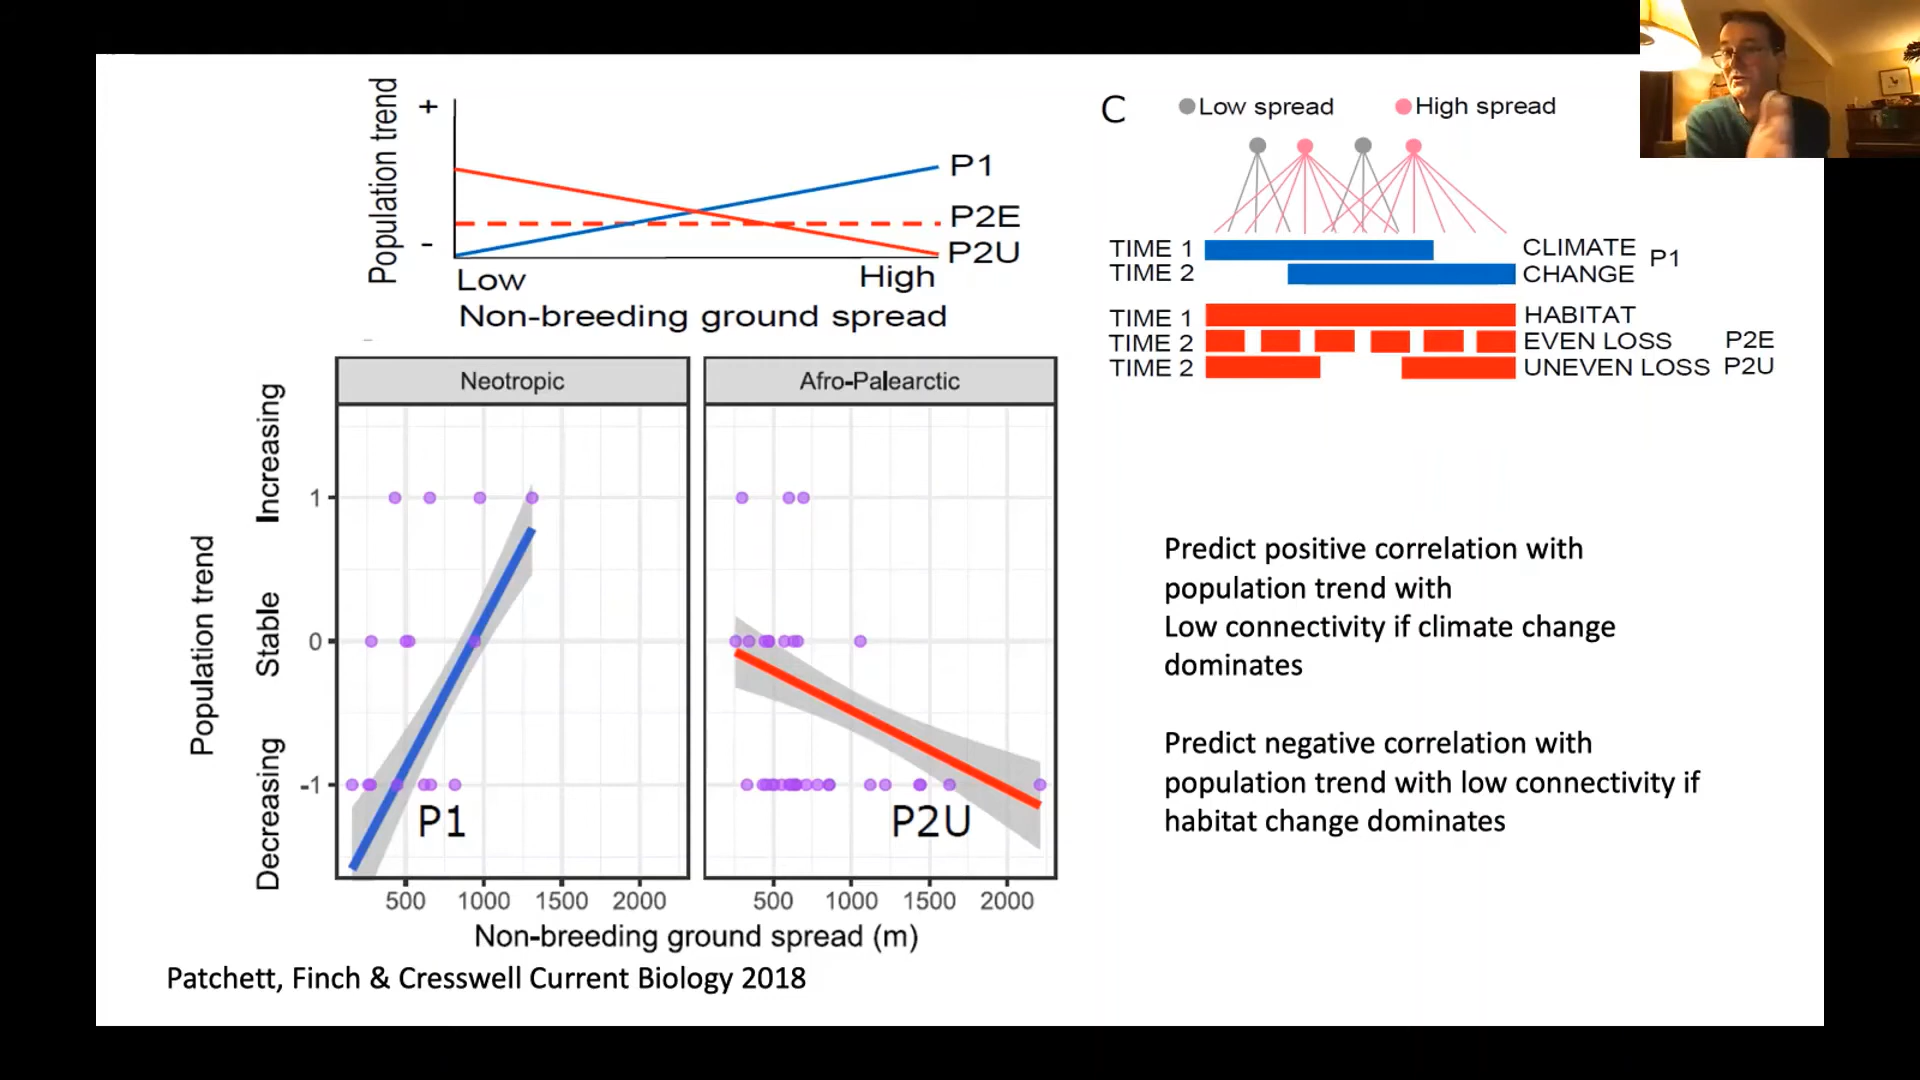 Population trend
+
-
P1
P2E
P2U
Low
High
Non-breeding ground spread
C
Low spread
High spread
TIME 1
CLIMATE
P1
TIME 2
CHANGE
TIME 1
HABITAT
TIME 2
EVEN LOSS
P2E
TIME 2
UNEVEN LOSS
P2U
Neotropic
Afro-Palearctic
Population trend
Increasing
Stable
Decreasing
1
0
-1
P1
P2U
500
1000
1500
2000
500
1000
1500
2000
Non-breeding ground spread (m)
Predict positive correlation with
population trend with
Low connectivity if climate change
dominates
Predict negative correlation with
population trend with low connectivity if
habitat change dominates
Patchett, Finch & Cresswell Current Biology 2018